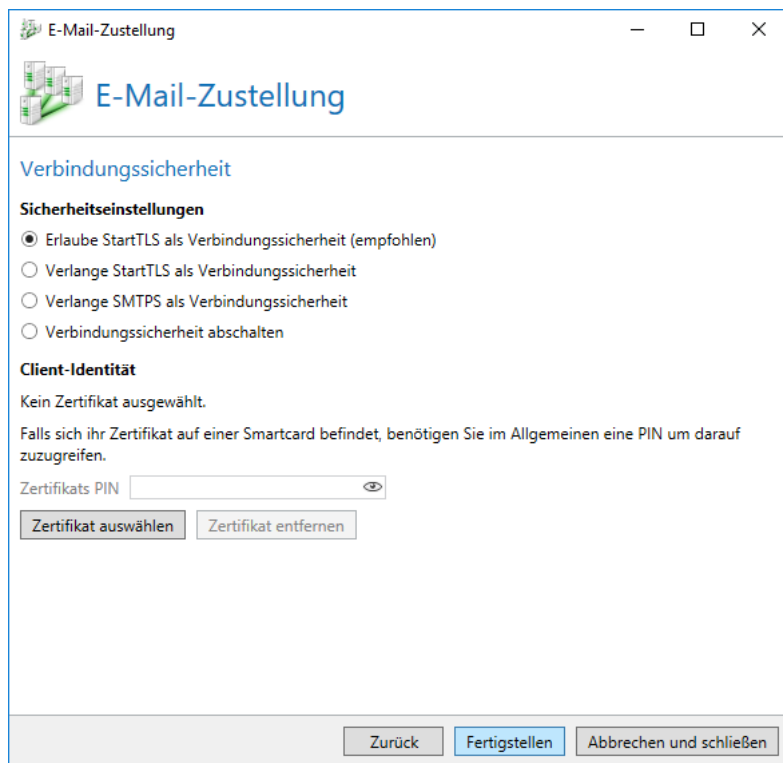 E-Mail-Zustellung
E-Mail-Zustellung
Verbindungssicherheit
Sicherheitseinstellungen
Erlaube StartTLS als Verbindungssicherheit (empfohlen)
Verlange StartTLS als Verbindungssicherheit
Verlange SMTPS als Verbindungssicherheit
Verbindungssicherheit abschalten
Client-Identität
Kein Zertifikat ausgewählt.
Falls sich ihr Zertifikat auf einer Smartcard befindet, benötigen Sie im Allgemeinen eine PIN um darauf
zuzugreifen.
Zertifikats PIN
Zertifikat auswählen Zertifikat entfernen
Zurück Fertigstellen Abbrechen und schließen